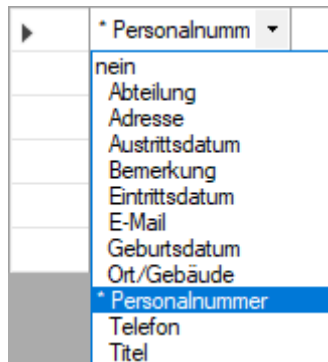 * Personalnumm
nein
Abteilung
Adresse
Austrittsdatum
Bemerkung
Eintrittsdatum
E-Mail
Geburtsdatum
Ort/Gebäude
* Personalnummer
Telefon
Titel